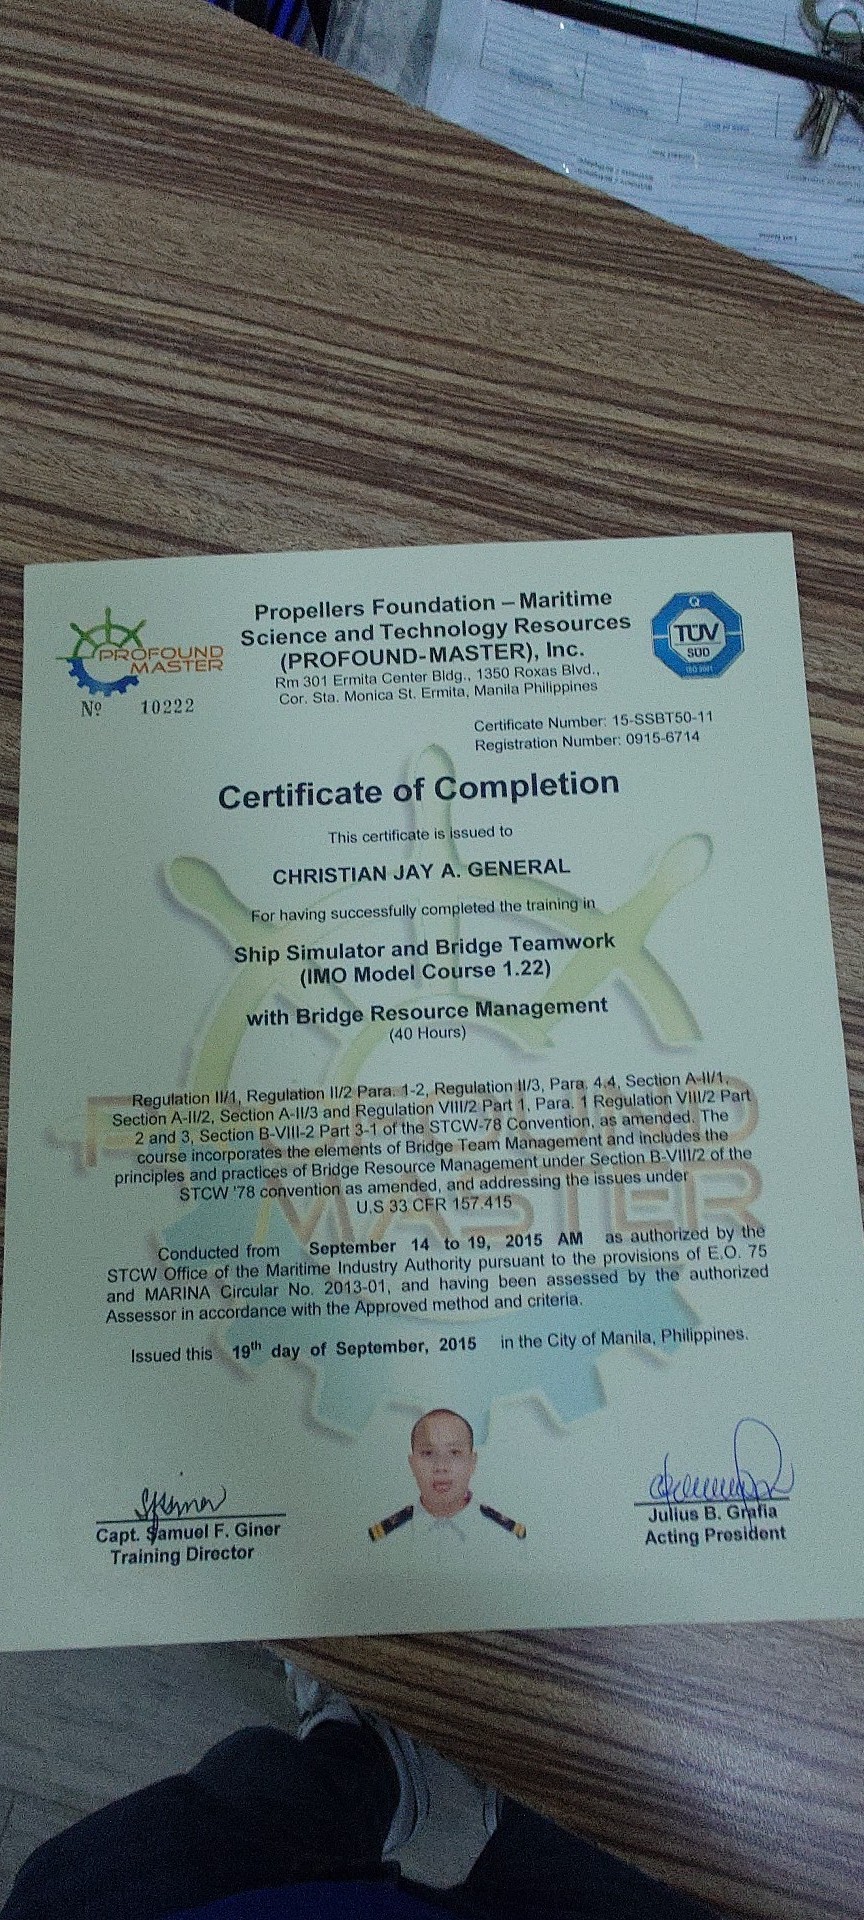 PROFOUND
MASTER
Nº 10222
Propellers Foundation – Maritime
Science and Technology Resources
(PROFOUND-MASTER), Inc.
Rm 301 Ermita Center Bldg., 1350 Roxas Blvd.,
Cor. Sta. Monica St. Ermita, Manila Philippines
Q
TÜV
SÜD
ISO 9001
Certificate Number: 15-SSBT50-11
Registration Number: 0915-6714
Certificate of Completion
This certificate is issued to
CHRISTIAN JAY A. GENERAL
For having successfully completed the training in
Ship Simulator and Bridge Teamwork
(IMO Model Course 1.22)
with Bridge Resource Management
(40 Hours)
Regulation II/1, Regulation II/2 Para. 1-2, Regulation II/3, Para. 4.4, Section A-II/1,
Section A-II/2, Section A-II/3 and Regulation VIII/2 Part 1, Para. 1 Regulation VIII/2 Part
2 and 3, Section B-VIII-2 Part 3-1 of the STCW-78 Convention, as amended. The
course incorporates the elements of Bridge Team Management and includes the
principles and practices of Bridge Resource Management under Section B-VIII/2 of the
STCW '78 convention as amended, and addressing the issues under
U.S 33 CFR 157.415
Conducted from September 14 to 19, 2015 AM as authorized by the
STCW Office of the Maritime Industry Authority pursuant to the provisions of E.O. 75
and MARINA Circular No. 2013-01, and having been assessed by the authorized
Assessor in accordance with the Approved method and criteria.
Issued this 19th day of September, 2015 in the City of Manila, Philippines.
Capt. Samuel F. Giner
Training Director
Julius B. Grafia
Acting President